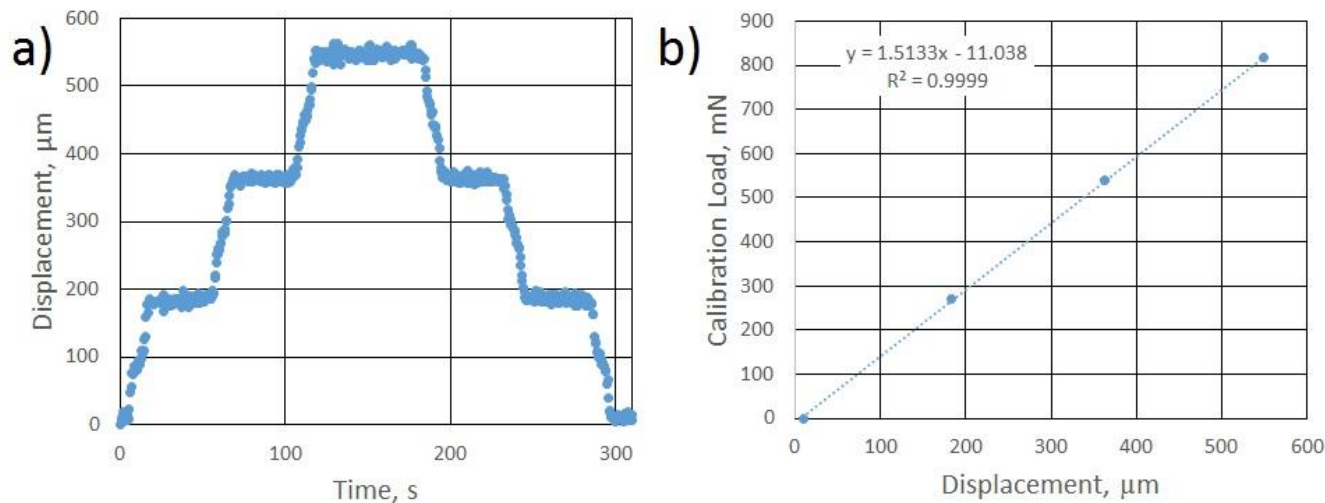 a)
600
500
400
300
200
100
0
Displacement, μm
0 100 200 300
Time, s
b)
900
800
700
600
500
400
300
200
100
0
Calibration Load, mN
y = 1.5133x - 11.038
R² = 0.9999
0 100 200 300 400 500 600
Displacement, μm